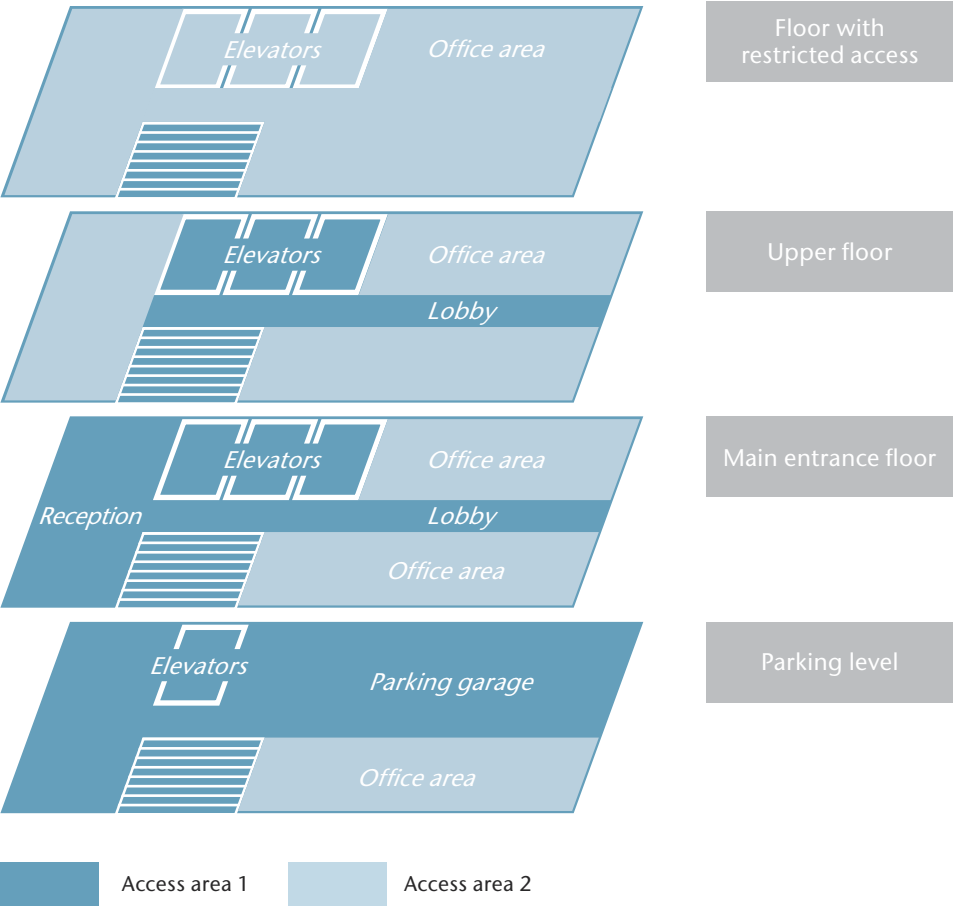 Elevators
Office area
Floor with
restricted access
Elevators
Office area
Upper floor
Lobby
Elevators
Office area
Main entrance floor
Reception
Lobby
Office area
Elevators
Parking garage
Parking level
Office area
Access area 1
Access area 2